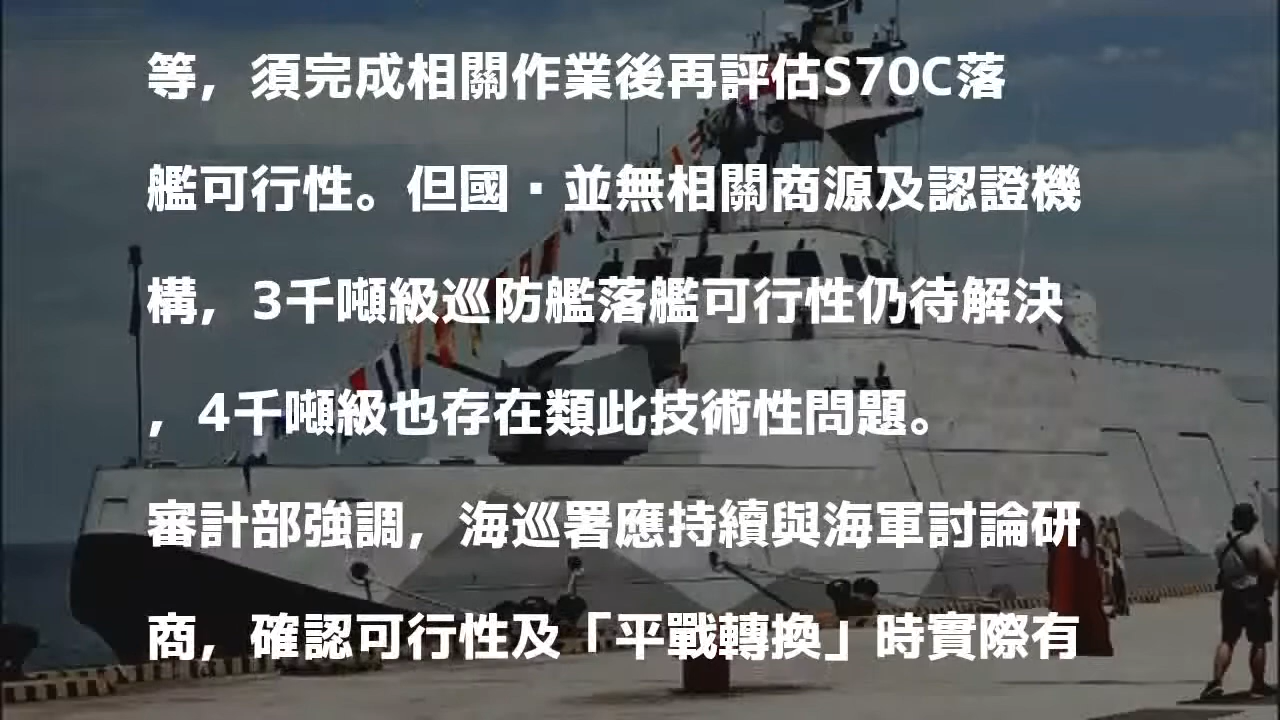 等，須完成相關作業後再評估S70C落
艦可行性。但國·並無相關商源及認證機
構，3千噸級巡防艦落艦可行性仍待解決
，4千噸級也存在類此技術性問題。
審計部強調，海巡署應持續與海軍討論研
商，確認可行性及「平戰轉換」時實際有